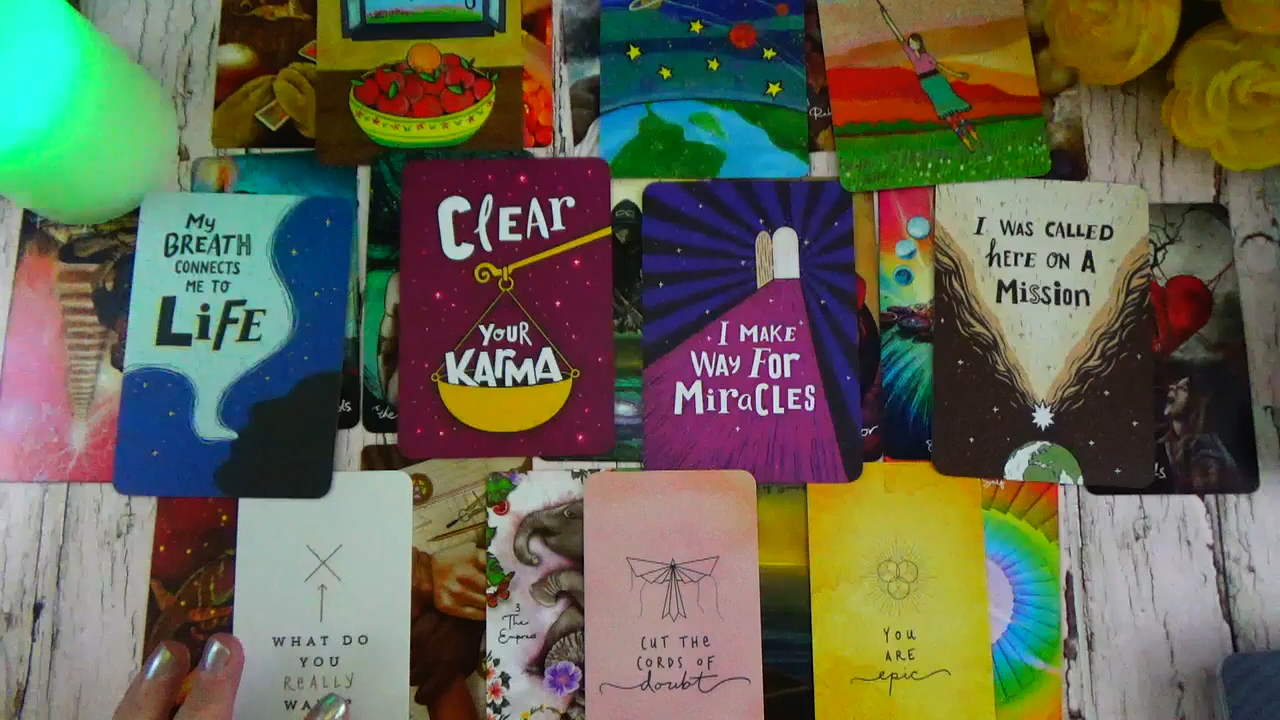 My
BREATH
CONNECTS
ME TO
LiFE
CLEAR
YOUR
KARMA
I MAKE
WAY FOR
MiraCLES
I WAS CALLED
here ON A
Mission
WHAT DO
YOU
REALLY
CUT THE
CORDS OF
doubt
YOU
ARE
epic
3
The
Empress